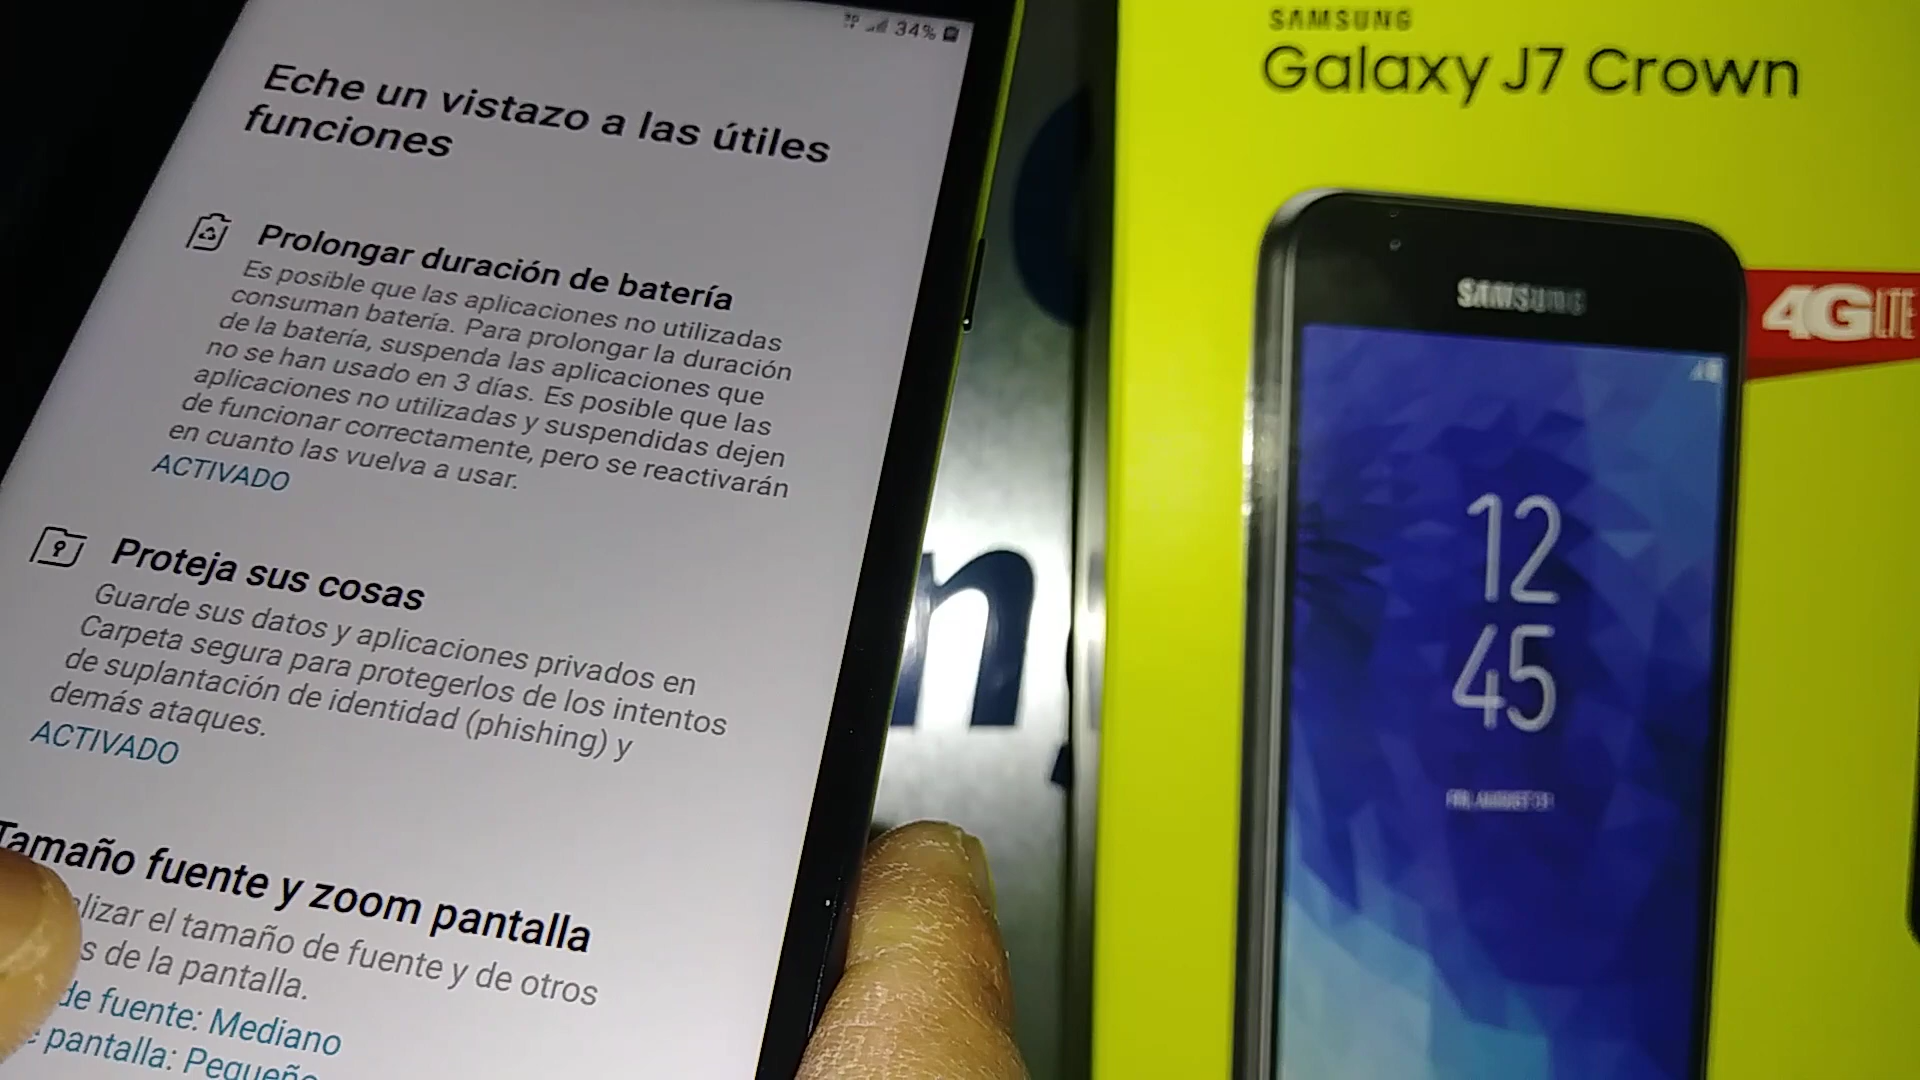 34%
Eche un vistazo a las útiles
funciones
Prolongar duración de batería
Es posible que las aplicaciones no utilizadas
consuman batería. Para prolongar la duración
de la batería, suspenda las aplicaciones que
no se han usado en 3 días. Es posible que las
aplicaciones no utilizadas y suspendidas dejen
de funcionar correctamente, pero se reactivarán
en cuanto las vuelva a usar.
ACTIVADO
Proteja sus cosas
Guarde sus datos y aplicaciones privados en
Carpeta segura para protegerlos de los intentos
de suplantación de identidad (phishing) y
demás ataques.
ACTIVADO
Tamaño fuente y zoom pantalla
el tamaño de fuente y de otros
de la pantalla.
de fuente: Mediano
pantalla: Pequeño
n
SAMSUNG
Galaxy J7 Crown
4G LTE
SAMSUNG
12
45